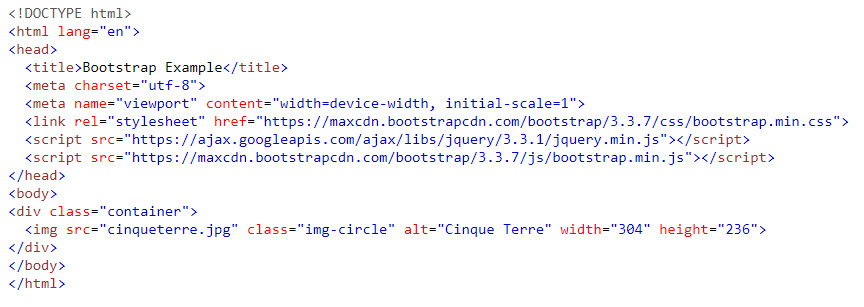 <!DOCTYPE html>
<html lang="en">
<head>
  <title>Bootstrap Example</title>
  <meta charset="utf-8">
  <meta name="viewport" content="width=device-width, initial-scale=1">
  <link rel="stylesheet" href="https://maxcdn.bootstrapcdn.com/bootstrap/3.3.7/css/bootstrap.min.css">
  <script src="https://ajax.googleapis.com/ajax/libs/jquery/3.3.1/jquery.min.js"></script>
  <script src="https://maxcdn.bootstrapcdn.com/bootstrap/3.3.7/js/bootstrap.min.js"></script>
</head>
<body>
<div class="container">
  <img src="cinqueterre.jpg" class="img-circle" alt="Cinque Terre" width="304" height="236">
</div>
</body>
</html>